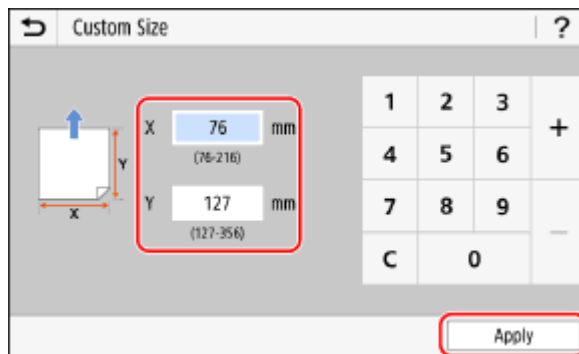 Custom Size
?
X 76 mm
(76-216)
Y 127 mm
(127-356)
Y
X
1 2 3
+
4 5 6
7 8 9
−
C 0
Apply